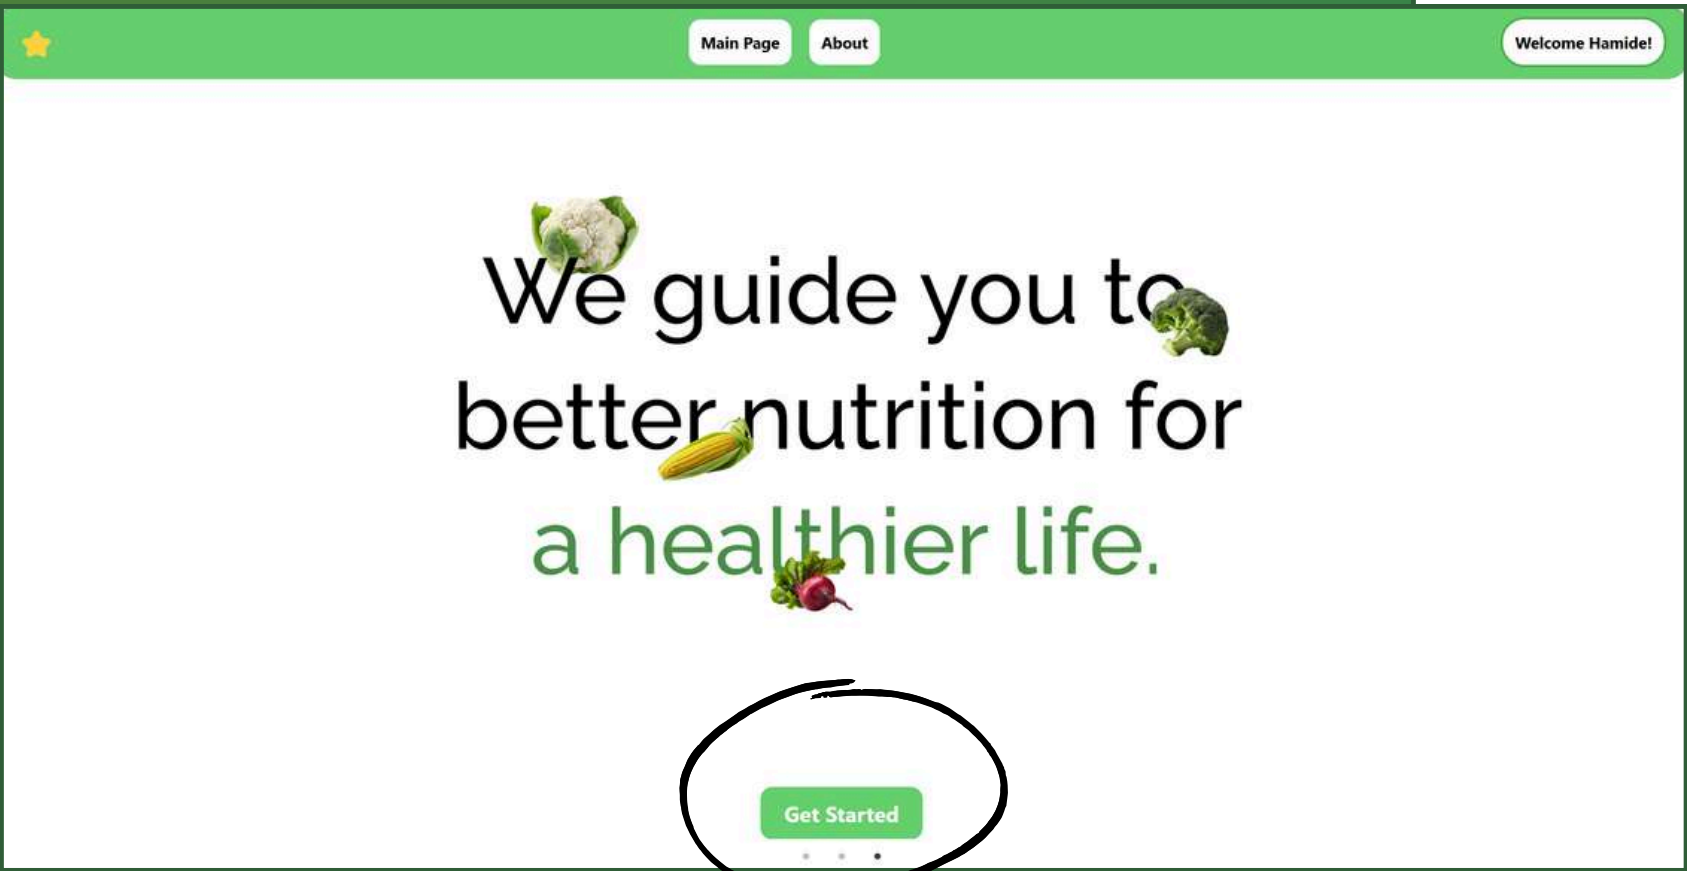 Main Page
About
Welcome Hamide!
We guide you to
better nutrition for
a healthier life.
Get Started